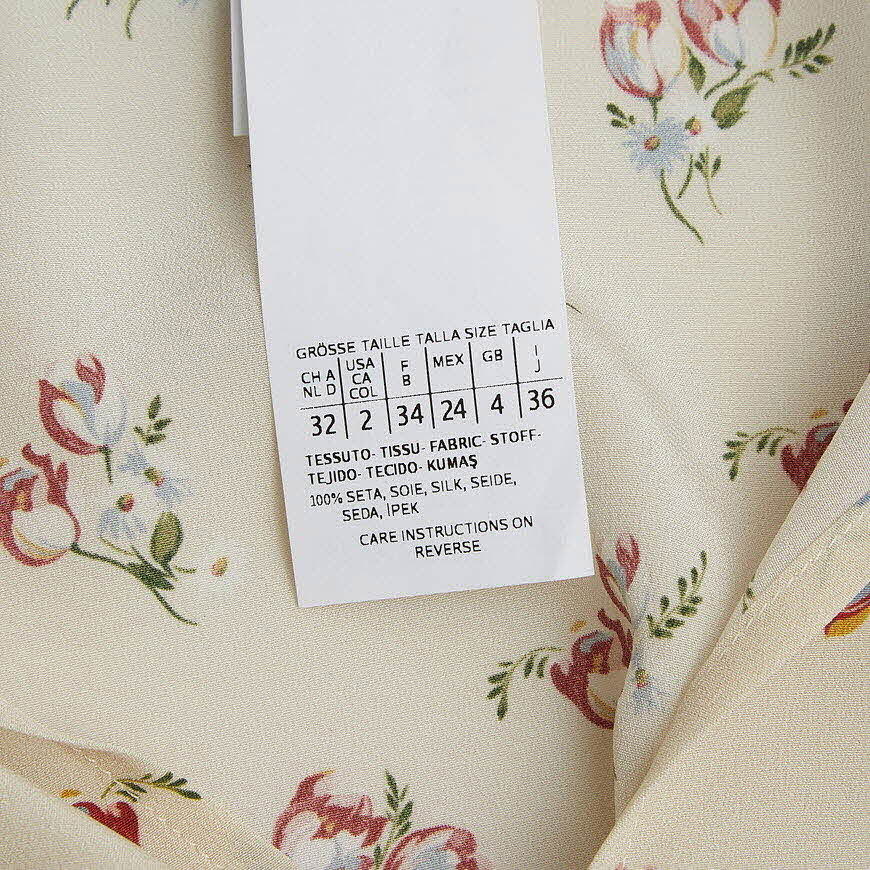 GRÖSSE TAILLE TALLA SIZE TAGLIA
CH A NL D | USA CA COL | F B | MEX | GB | I J
32 | 2 | 34 | 24 | 4 | 36
TESSUTO- TISSU- FABRIC- STOFF-
TEJIDO- TECIDO- KUMAŞ
100% SETA, SOIE, SILK, SEIDE,
SEDA, İPEK
CARE INSTRUCTIONS ON
REVERSE